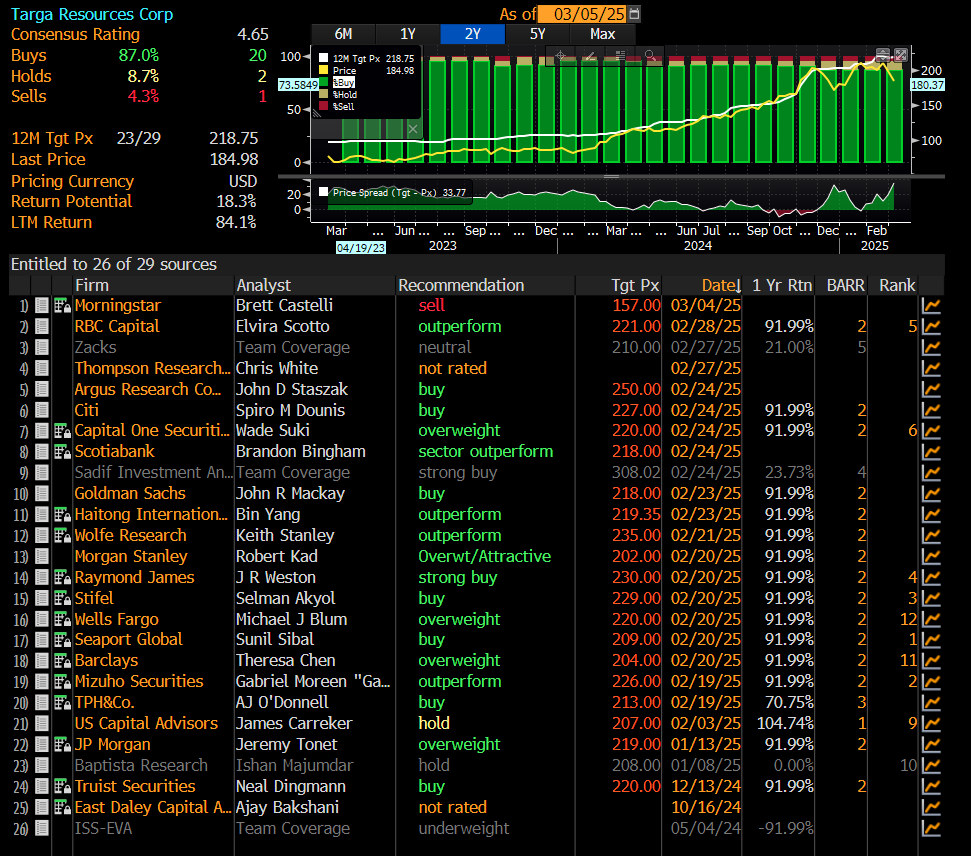 Targa Resources Corp
As of 03/05/25
Consensus Rating 4.65
Buys 87.0% 20
Holds 8.7% 2
Sells 4.3% 1
12M Tgt Px 23/29 218.75
Last Price 184.98
Pricing Currency USD
Return Potential 18.3%
LTM Return 84.1%
6M 1Y 2Y 5Y Max
12M Tgt Px 218.75
Price 184.98
%Buy
%Hold
%Sell
100
73.5849
50
0
200
180.37
150
100
Price Spread (Tgt - Px) 33.77
20
0
Mar ... Jun ... Sep ... Dec ... ... Mar ... ... Jun Jul ... Sep Oct ... Dec ... Feb
04/19/23 2023 2024 2025
Entitled to 26 of 29 sources
Firm Analyst Recommendation Tgt Px Date↓ 1 Yr Rtn BARR Rank
1) Morningstar Brett Castelli sell 157.00 03/04/25
2) RBC Capital Elvira Scotto outperform 221.00 02/28/25 91.99% 2 5
3) Zacks Team Coverage neutral 210.00 02/27/25 21.00% 5
4) Thompson Research... Chris White not rated 02/27/25
5) Argus Research Co... John D Staszak buy 250.00 02/24/25
6) Citi Spiro M Dounis buy 227.00 02/24/25 91.99% 2
7) Capital One Securiti... Wade Suki overweight 220.00 02/24/25 91.99% 2 6
8) Scotiabank Brandon Bingham sector outperform 218.00 02/24/25
9) Sadif Investment An... Team Coverage strong buy 308.02 02/24/25 23.73% 4
10) Goldman Sachs John R Mackay buy 218.00 02/23/25 91.99% 2
11) Haitong Internation... Bin Yang outperform 219.35 02/23/25 91.99% 2
12) Wolfe Research Keith Stanley outperform 235.00 02/21/25 91.99% 2
13) Morgan Stanley Robert Kad Overwt/Attractive 202.00 02/20/25 91.99% 2
14) Raymond James J R Weston strong buy 230.00 02/20/25 91.99% 2 4
15) Stifel Selman Akyol buy 229.00 02/20/25 91.99% 2 3
16) Wells Fargo Michael J Blum overweight 220.00 02/20/25 91.99% 2 12
17) Seaport Global Sunil Sibal buy 209.00 02/20/25 91.99% 2 1
18) Barclays Theresa Chen overweight 204.00 02/20/25 91.99% 2 11
19) Mizuho Securities Gabriel Moreen "Ga... outperform 226.00 02/19/25 91.99% 2 2
20) TPH&Co. AJ O'Donnell buy 213.00 02/19/25 70.75% 3
21) US Capital Advisors James Carreker hold 207.00 02/03/25 104.74% 1 9
22) JP Morgan Jeremy Tonet overweight 219.00 01/13/25 91.99% 2
23) Baptista Research Ishan Majumdar hold 208.00 01/08/25 0.00% 10
24) Truist Securities Neal Dingmann buy 220.00 12/13/24 91.99% 2
25) East Daley Capital A... Ajay Bakshani not rated 10/16/24
26) ISS-EVA Team Coverage underweight 05/04/24 -91.99%